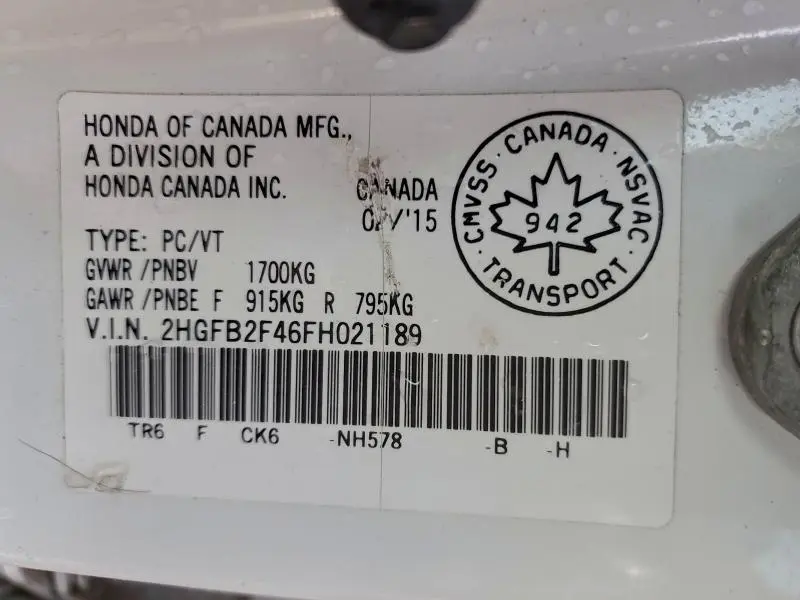 HONDA OF CANADA MFG.,
A DIVISION OF
HONDA CANADA INC.
CANADA
/'15
TYPE: PC/VT
GVWR /PNBV 1700KG
GAWR /PNBE F 915KG R 795KG
V.I.N. 2HGFB2F46FH021189
TR6 F CK6 -NH578 -B -H
CMVSS · CANADA · NSVAC
942
TRANSPORT